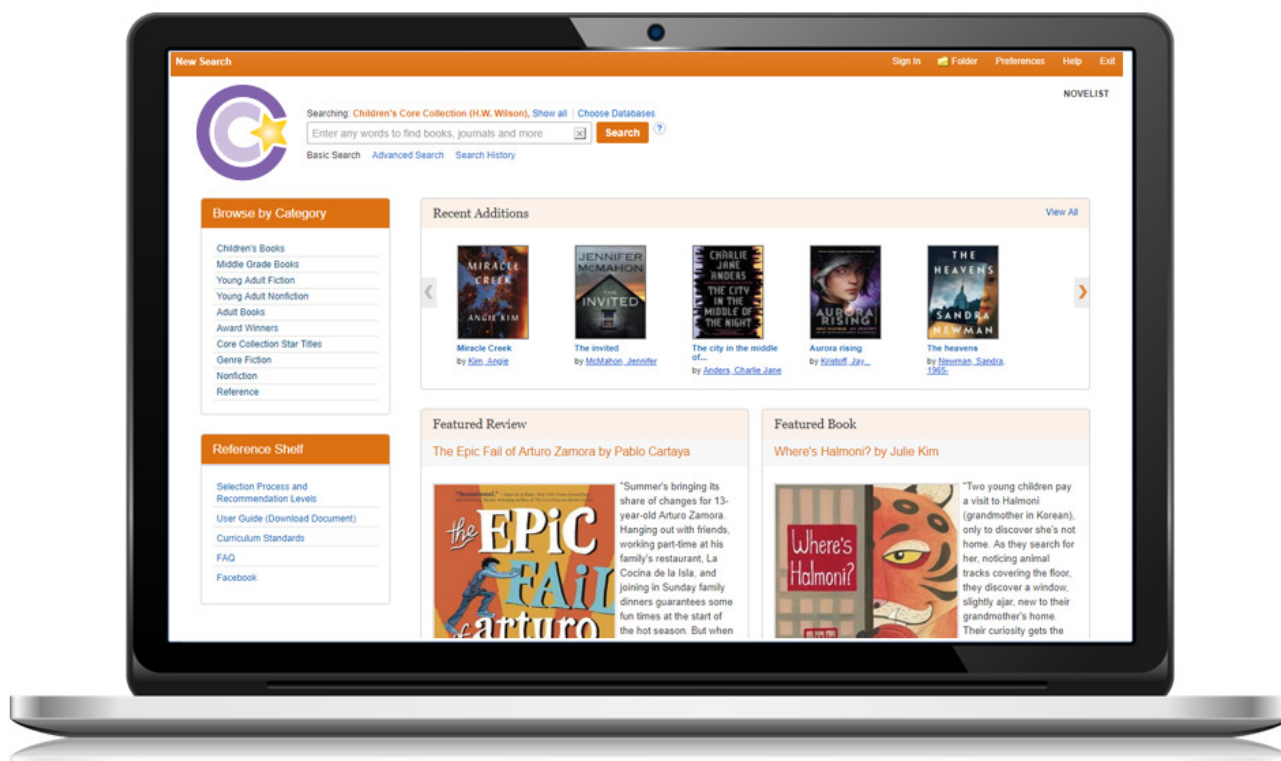 New Search
Sign In Folder Preferences Help Exit
NOVELIST
Searching: Children's Core Collection (H.W. Wilson), Show all | Choose Databases
Enter any words to find books, journals and more
Search
Basic Search Advanced Search Search History
Browse by Category
Children's Books
Middle Grade Books
Young Adult Fiction
Young Adult Nonfiction
Adult Books
Award Winners
Core Collection Star Titles
Genre Fiction
Nonfiction
Reference
Reference Shelf
Selection Process and
Recommendation Levels
User Guide (Download Document)
Curriculum Standards
FAQ
Facebook
Recent Additions
View All
MIRACLE
CREEK
ANGIE KIM
Miracle Creek
by Kim, Angie
JENNIFER
McMAHON
THE
INVITED
The invited
by McMahon, Jennifer
CHARLIE
JANE
ANDERS
THE CITY
IN THE
MIDDLE OF
THE NIGHT
The city in the middle
of...
by Anders, Charlie Jane
AURORA
RISING
Aurora rising
by Kristoff, Jay...
THE
HEAVENS
SANDRA
NEWMAN
The heavens
by Newman, Sandra,
1965-
Featured Review
The Epic Fail of Arturo Zamora by Pablo Cartaya
the EPIC
FAIL
of arturo
"Summer's bringing its
share of changes for 13-
year-old Arturo Zamora.
Hanging out with friends,
working part-time at his
family's restaurant, La
Cocina de la Isla, and
joining in Sunday family
dinners guarantees some
fun times at the start of
the hot season. But when
Featured Book
Where's Halmoni? by Julie Kim
Where's
Halmoni?
"Two young children pay
a visit to Halmoni
(grandmother in Korean),
only to discover she's not
home. As they search for
her, noticing animal
tracks covering the floor,
they discover a window,
slightly ajar, new to their
grandmother's home.
Their curiosity gets the